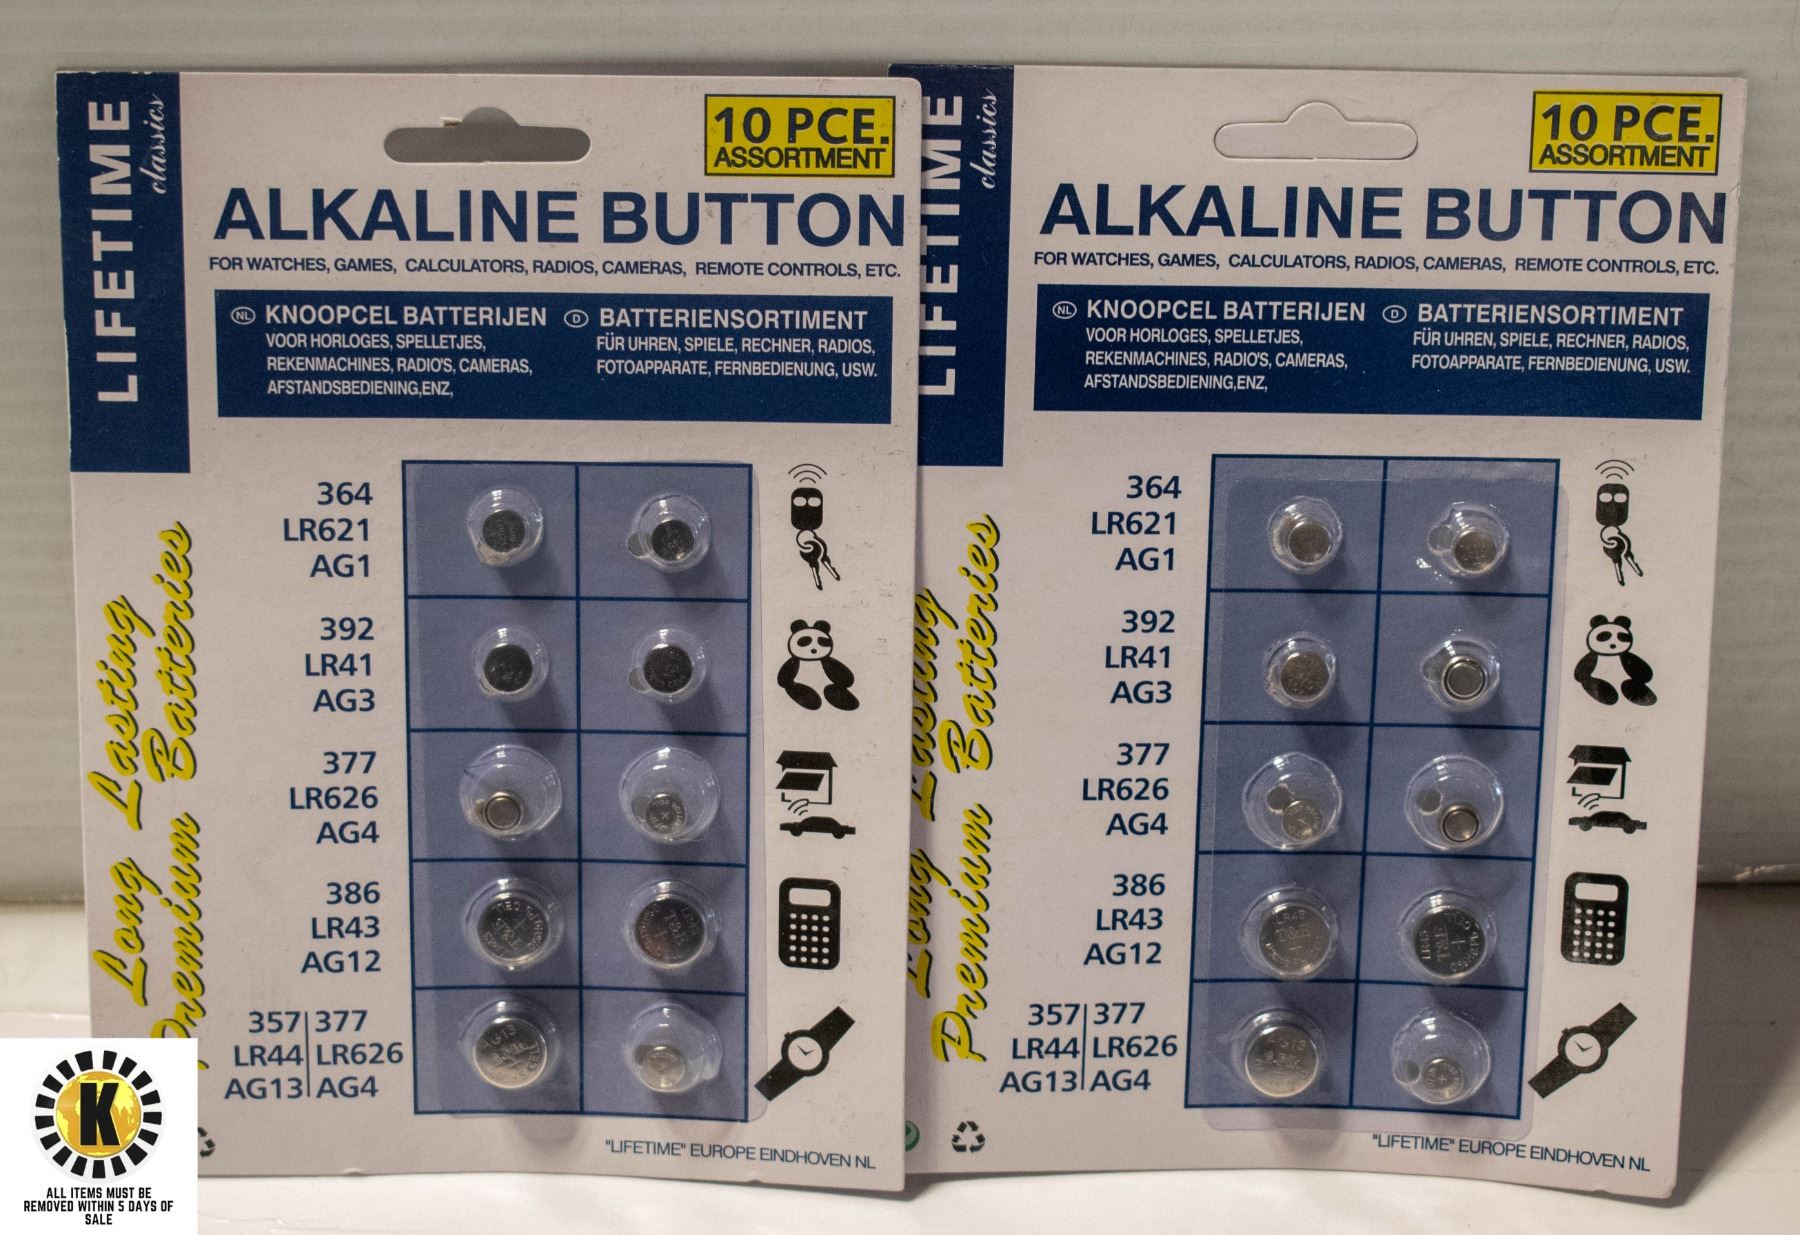 LIFETIME
classics
10 PCE.
ASSORTMENT
ALKALINE BUTTON
FOR WATCHES, GAMES, CALCULATORS, RADIOS, CAMERAS, REMOTE CONTROLS, ETC.
NL KNOOPCEL BATTERIJEN
VOOR HORLOGES, SPELLETJES,
REKENMACHINES, RADIO'S, CAMERAS,
AFSTANDSBEDIENING,ENZ,
D BATTERIENSORTIMENT
FÜR UHREN, SPIELE, RECHNER, RADIOS,
FOTOAPPARATE, FERNBEDIENUNG, USW.
Long Lasting
Premium Batteries
364
LR621
AG1
392
LR41
AG3
377
LR626
AG4
386
LR43
AG12
357 377
LR44 LR626
AG13 AG4
AG13
"LIFETIME" EUROPE EINDHOVEN NL
LIFETIME
classics
10 PCE.
ASSORTMENT
ALKALINE BUTTON
FOR WATCHES, GAMES, CALCULATORS, RADIOS, CAMERAS, REMOTE CONTROLS, ETC.
NL KNOOPCEL BATTERIJEN
VOOR HORLOGES, SPELLETJES,
REKENMACHINES, RADIO'S, CAMERAS,
AFSTANDSBEDIENING,ENZ,
D BATTERIENSORTIMENT
FÜR UHREN, SPIELE, RECHNER, RADIOS,
FOTOAPPARATE, FERNBEDIENUNG, USW.
Long Lasting
Premium Batteries
364
LR621
AG1
392
LR41
AG3
377
LR626
AG4
386
LR43
AG12
LR43
T&E
LR43
T&E
357 377
LR44 LR626
AG13 AG4
AG13
"LIFETIME" EUROPE EINDHOVEN NL
K
ALL ITEMS MUST BE
REMOVED WITHIN 5 DAYS OF
SALE